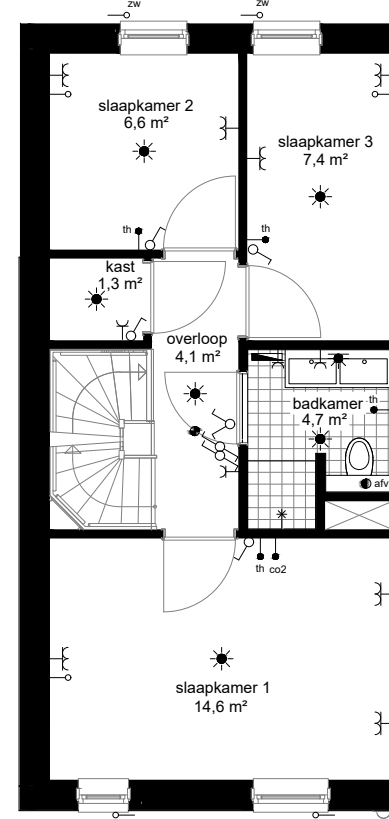 zw
zw
slaapkamer 2
6,6 m²
slaapkamer 3
7,4 m²
th
th
kast
1,3 m²
overloop
4,1 m²
badkamer
4,7 m²
th
afv
th
co2
slaapkamer 1
14,6 m²